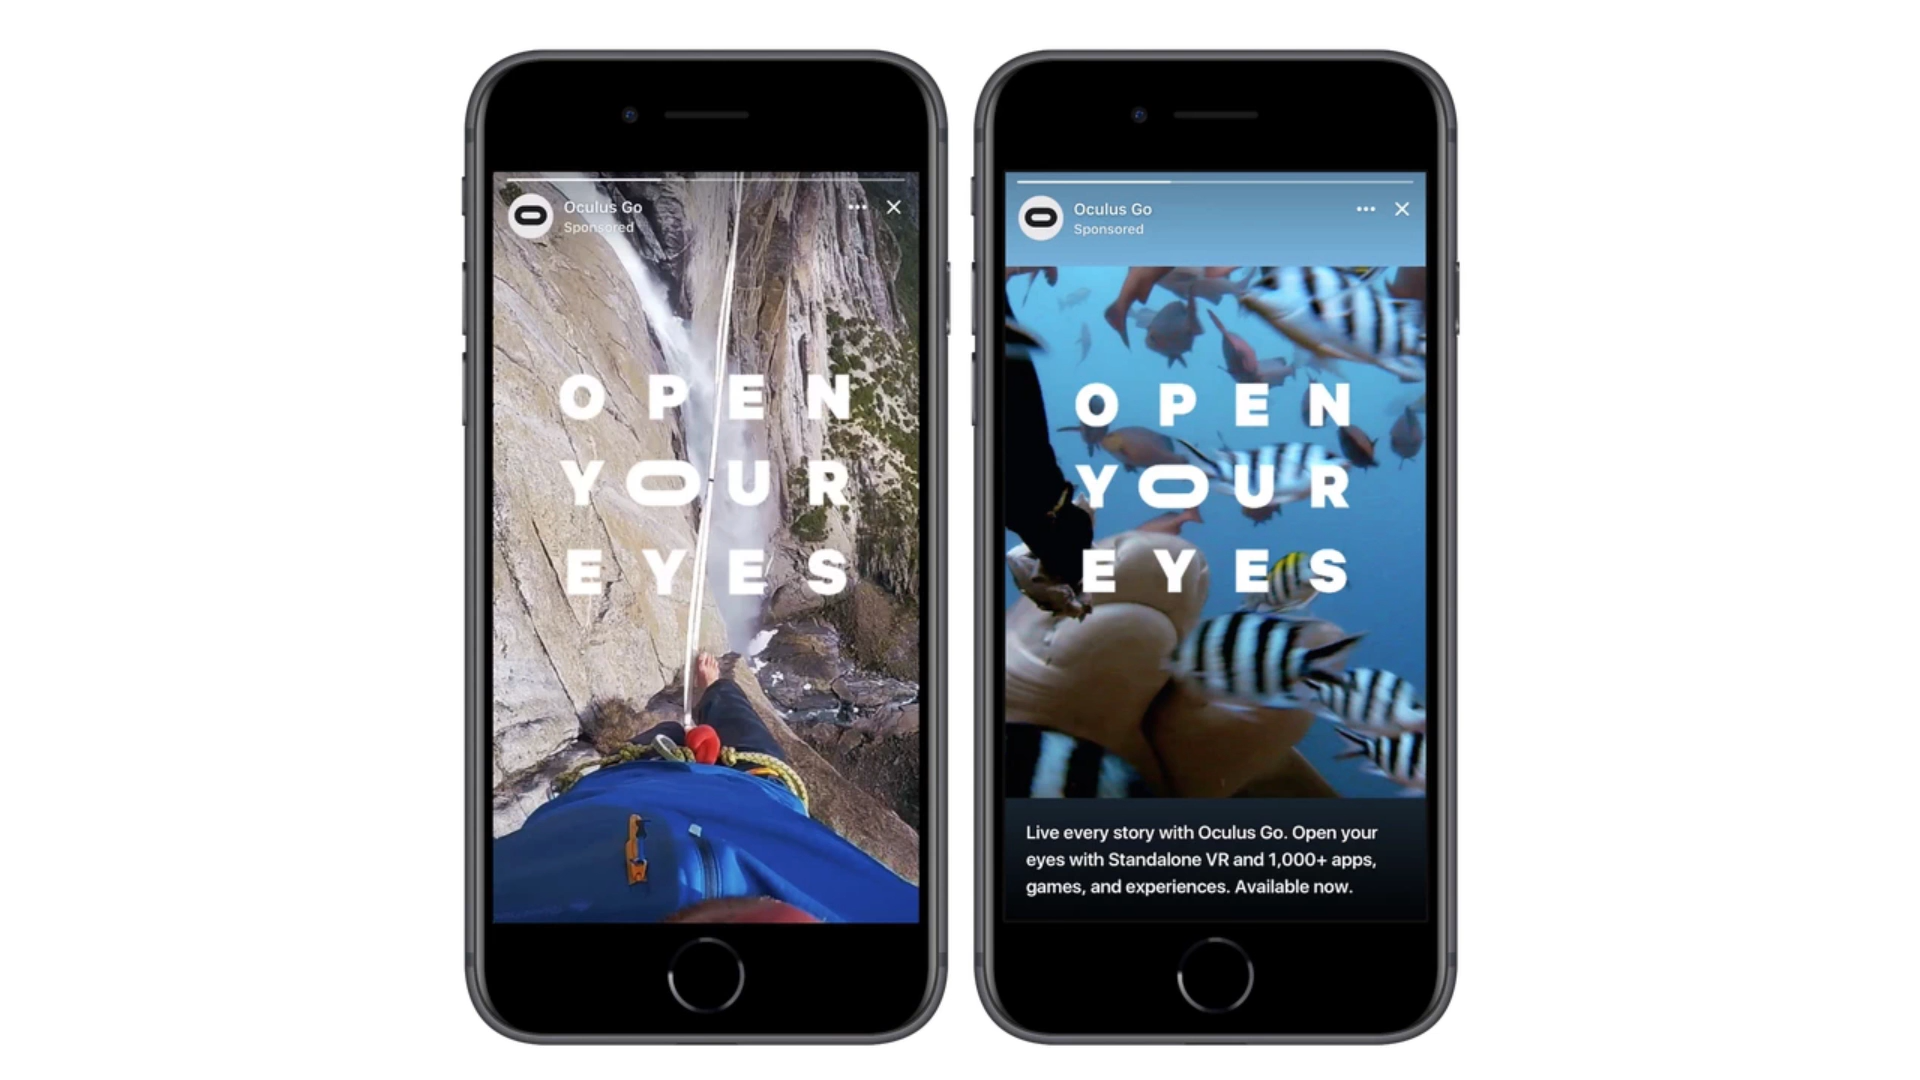 Oculus Go
Sponsored
OPEN
YOUR
EYES
Oculus Go
Sponsored
OPEN
YOUR
EYES
Live every story with Oculus Go. Open your
eyes with Standalone VR and 1,000+ apps,
games, and experiences. Available now.